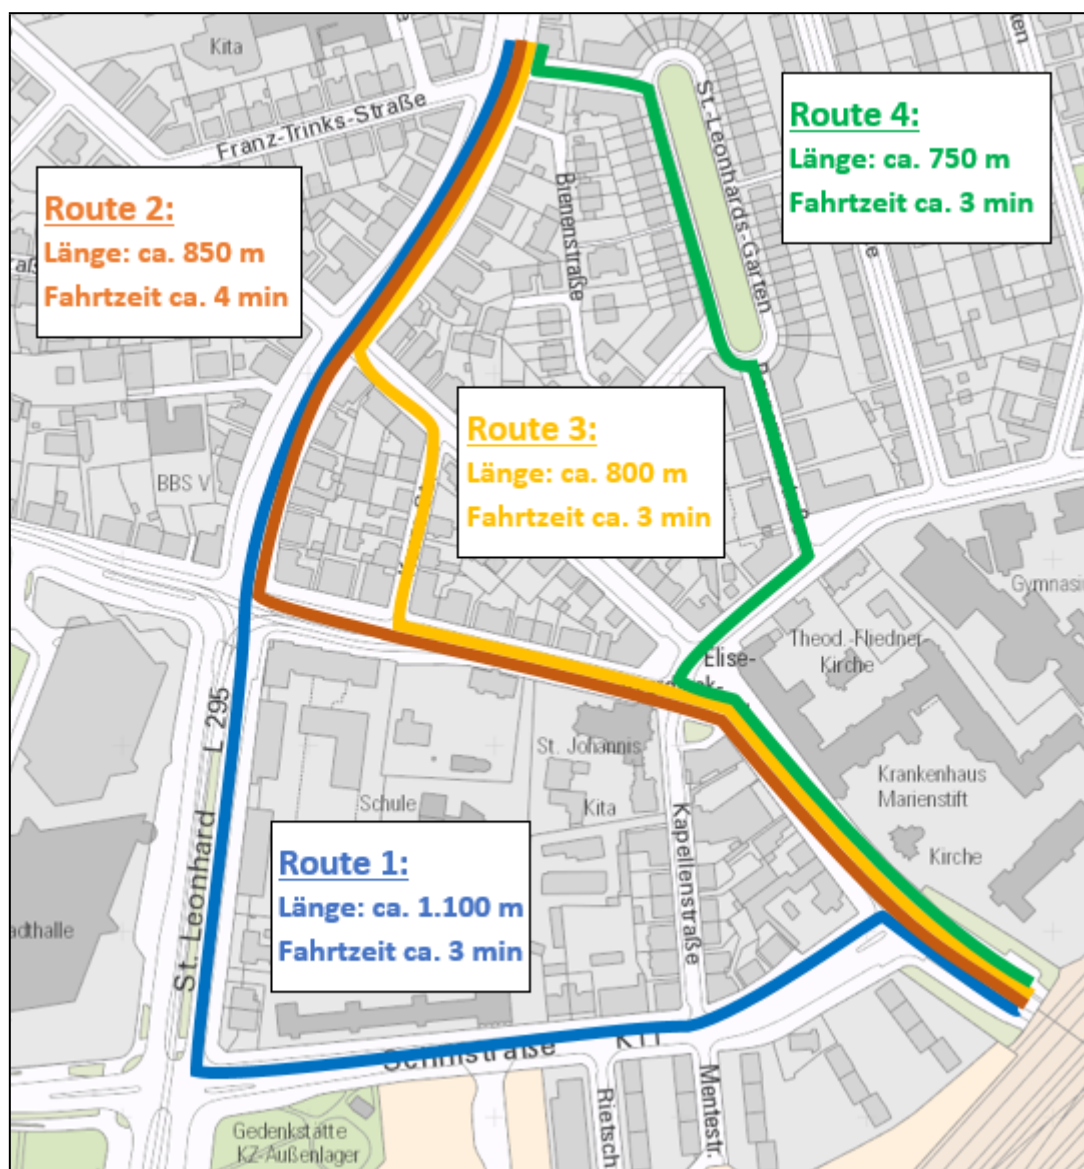 Kita
Franz-Trinks-Straße
Route 2:
Länge: ca. 850 m
Fahrtzeit ca. 4 min
Bienenstraße
St.-Leonhards-Garten
Route 4:
Länge: ca. 750 m
Fahrtzeit ca. 3 min
BBS V
Route 3:
Länge: ca. 800 m
Fahrtzeit ca. 3 min
Gymnasi
Theod.-Fliedner-
Kirche
Elise-
L 295
St. Leonhard
St. Johannis
Kita
Schule
Krankenhaus
Marienstift
Kirche
Kapellenstraße
adthalle
Route 1:
Länge: ca. 1.100 m
Fahrtzeit ca. 3 min
K11
Mentestr.
Rietsch
Gedenkstätte
KZ-Außenlager